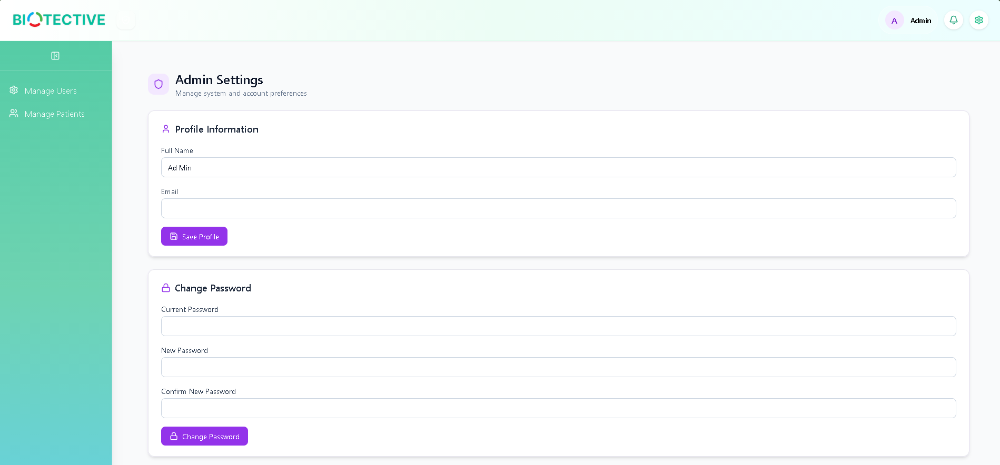 BIOTECTIVE
A Admin
Manage Users
Manage Patients
Admin Settings
Manage system and account preferences
Profile Information
Full Name
Ad Min
Email
Save Profile
Change Password
Current Password
New Password
Confirm New Password
Change Password